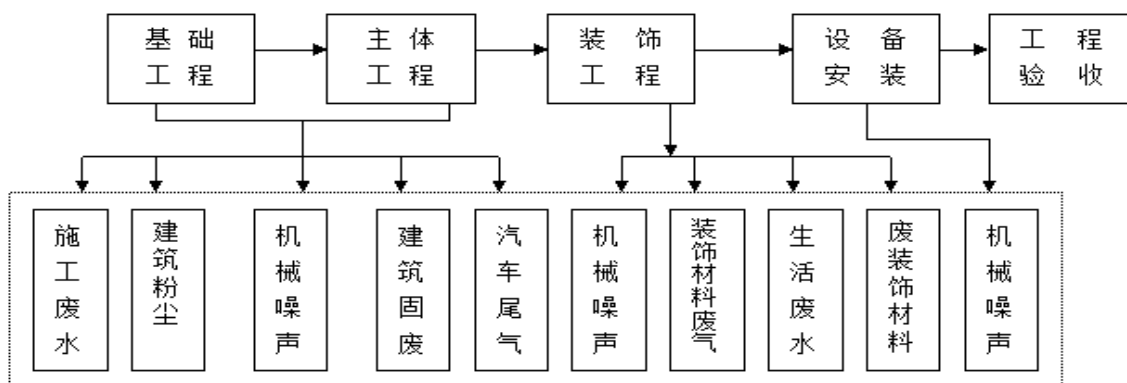 基础
工程
主体
工程
装饰
工程
设备
安装
工程
验收
施工废水
建筑粉尘
机械噪声
建筑固废
汽车尾气
机械噪声
装饰材料废气
生活废水
废装饰材料
机械噪声